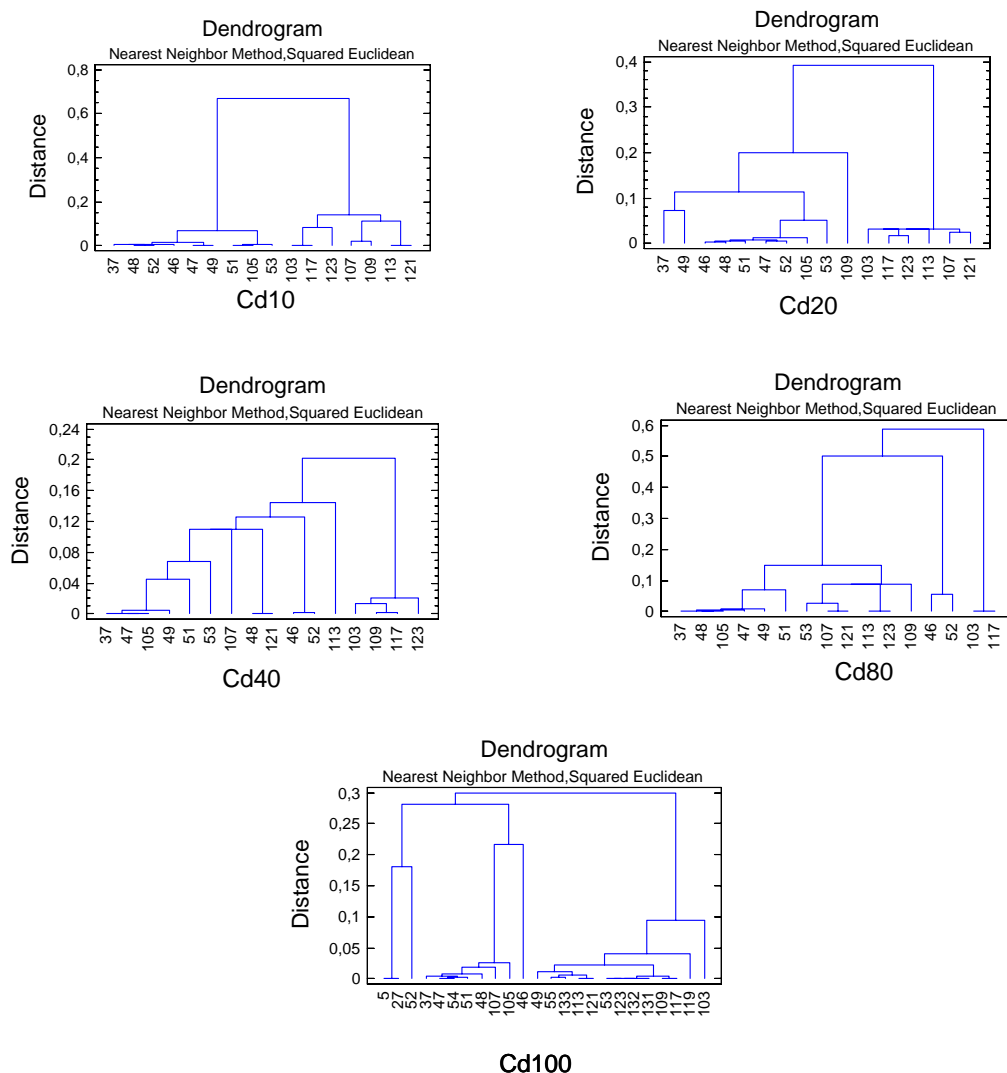 Dendrogram
Nearest Neighbor Method,Squared Euclidean
0,8
0,6
0,4
0,2
0
Distance
37 48 52 46 47 49 51 105 53 103 117 123 107 109 113 121
Cd10
Dendrogram
Nearest Neighbor Method,Squared Euclidean
0,4
0,3
0,2
0,1
0
Distance
37 49 46 48 51 47 52 105 53 109 103 117 123 113 107 121
Cd20
Dendrogram
Nearest Neighbor Method,Squared Euclidean
0,24
0,2
0,16
0,12
0,08
0,04
0
Distance
37 47 105 49 51 53 107 48 121 46 52 113 103 109 117 123
Cd40
Dendrogram
Nearest Neighbor Method,Squared Euclidean
0,6
0,5
0,4
0,3
0,2
0,1
0
Distance
37 48 105 47 49 51 53 107 121 113 123 109 46 52 103 117
Cd80
Dendrogram
Nearest Neighbor Method,Squared Euclidean
0,3
0,25
0,2
0,15
0,1
0,05
0
Distance
5 27 52 37 47 54 51 48 107 105 46 49 55 133 113 121 53 123 132 131 109 117 119 103
Cd100